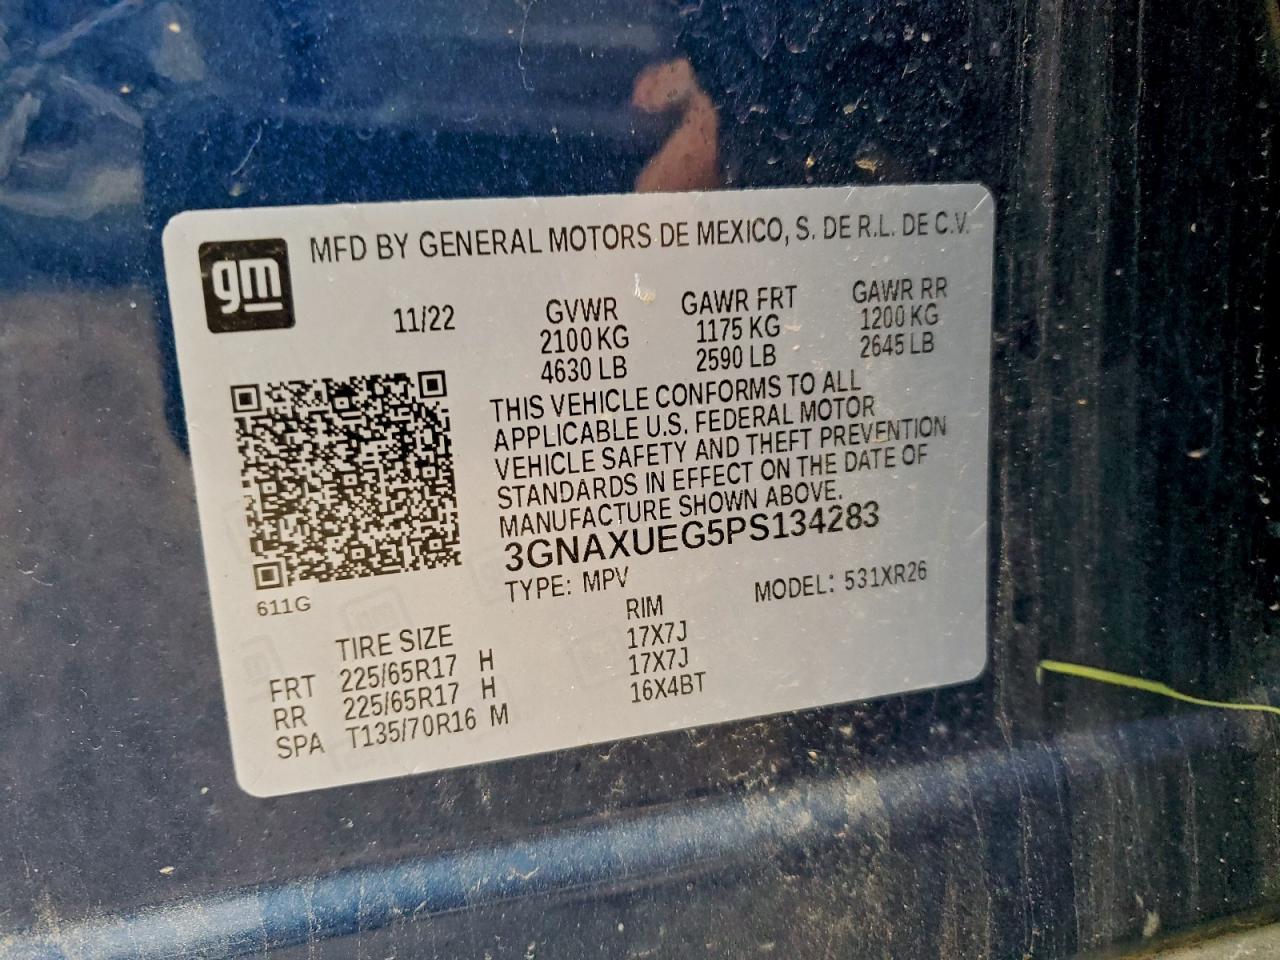 gm
MFD BY GENERAL MOTORS DE MEXICO, S. DE R.L. DE C.V.
11/22
GVWR GAWR FRT GAWR RR
2100 KG 1175 KG 1200 KG
4630 LB 2590 LB 2645 LB
THIS VEHICLE CONFORMS TO ALL
APPLICABLE U.S. FEDERAL MOTOR
VEHICLE SAFETY AND THEFT PREVENTION
STANDARDS IN EFFECT ON THE DATE OF
MANUFACTURE SHOWN ABOVE.
3GNAXUEG5PS134283
TYPE: MPV MODEL: 531XR26
611G
TIRE SIZE RIM
FRT 225/65R17 H 17X7J
RR 225/65R17 H 17X7J
SPA T135/70R16 M 16X4BT